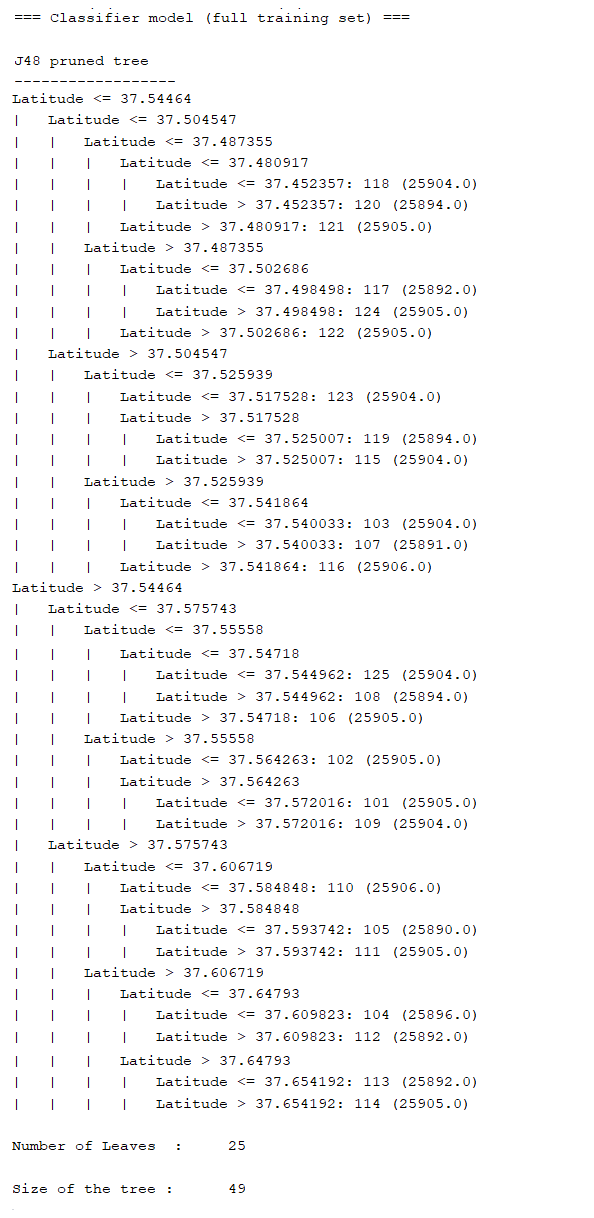 === Classifier model (full training set) ===
J48 pruned tree
------------------
Latitude <= 37.54464
|   Latitude <= 37.504547
|   |   Latitude <= 37.487355
|   |   |   Latitude <= 37.480917
|   |   |   |   Latitude <= 37.452357: 118 (25904.0)
|   |   |   |   Latitude > 37.452357: 120 (25894.0)
|   |   |   Latitude > 37.480917: 121 (25905.0)
|   |   Latitude > 37.487355
|   |   |   Latitude <= 37.502686
|   |   |   |   Latitude <= 37.498498: 117 (25892.0)
|   |   |   |   Latitude > 37.498498: 124 (25905.0)
|   |   |   Latitude > 37.502686: 122 (25905.0)
|   Latitude > 37.504547
|   |   Latitude <= 37.525939
|   |   |   Latitude <= 37.517528: 123 (25904.0)
|   |   |   Latitude > 37.517528
|   |   |   |   Latitude <= 37.525007: 119 (25894.0)
|   |   |   |   Latitude > 37.525007: 115 (25904.0)
|   |   Latitude > 37.525939
|   |   |   Latitude <= 37.541864
|   |   |   |   Latitude <= 37.540033: 103 (25904.0)
|   |   |   |   Latitude > 37.540033: 107 (25891.0)
|   |   |   Latitude > 37.541864: 116 (25906.0)
Latitude > 37.54464
|   Latitude <= 37.575743
|   |   Latitude <= 37.55558
|   |   |   Latitude <= 37.54718
|   |   |   |   Latitude <= 37.544962: 125 (25904.0)
|   |   |   |   Latitude > 37.544962: 108 (25894.0)
|   |   |   Latitude > 37.54718: 106 (25905.0)
|   |   Latitude > 37.55558
|   |   |   Latitude <= 37.564263: 102 (25905.0)
|   |   |   Latitude > 37.564263
|   |   |   |   Latitude <= 37.572016: 101 (25905.0)
|   |   |   |   Latitude > 37.572016: 109 (25904.0)
|   Latitude > 37.575743
|   |   Latitude <= 37.606719
|   |   |   Latitude <= 37.584848: 110 (25906.0)
|   |   |   Latitude > 37.584848
|   |   |   |   Latitude <= 37.593742: 105 (25890.0)
|   |   |   |   Latitude > 37.593742: 111 (25905.0)
|   |   Latitude > 37.606719
|   |   |   Latitude <= 37.64793
|   |   |   |   Latitude <= 37.609823: 104 (25896.0)
|   |   |   |   Latitude > 37.609823: 112 (25892.0)
|   |   |   Latitude > 37.64793
|   |   |   |   Latitude <= 37.654192: 113 (25892.0)
|   |   |   |   Latitude > 37.654192: 114 (25905.0)
Number of Leaves  :     25
Size of the tree :      49